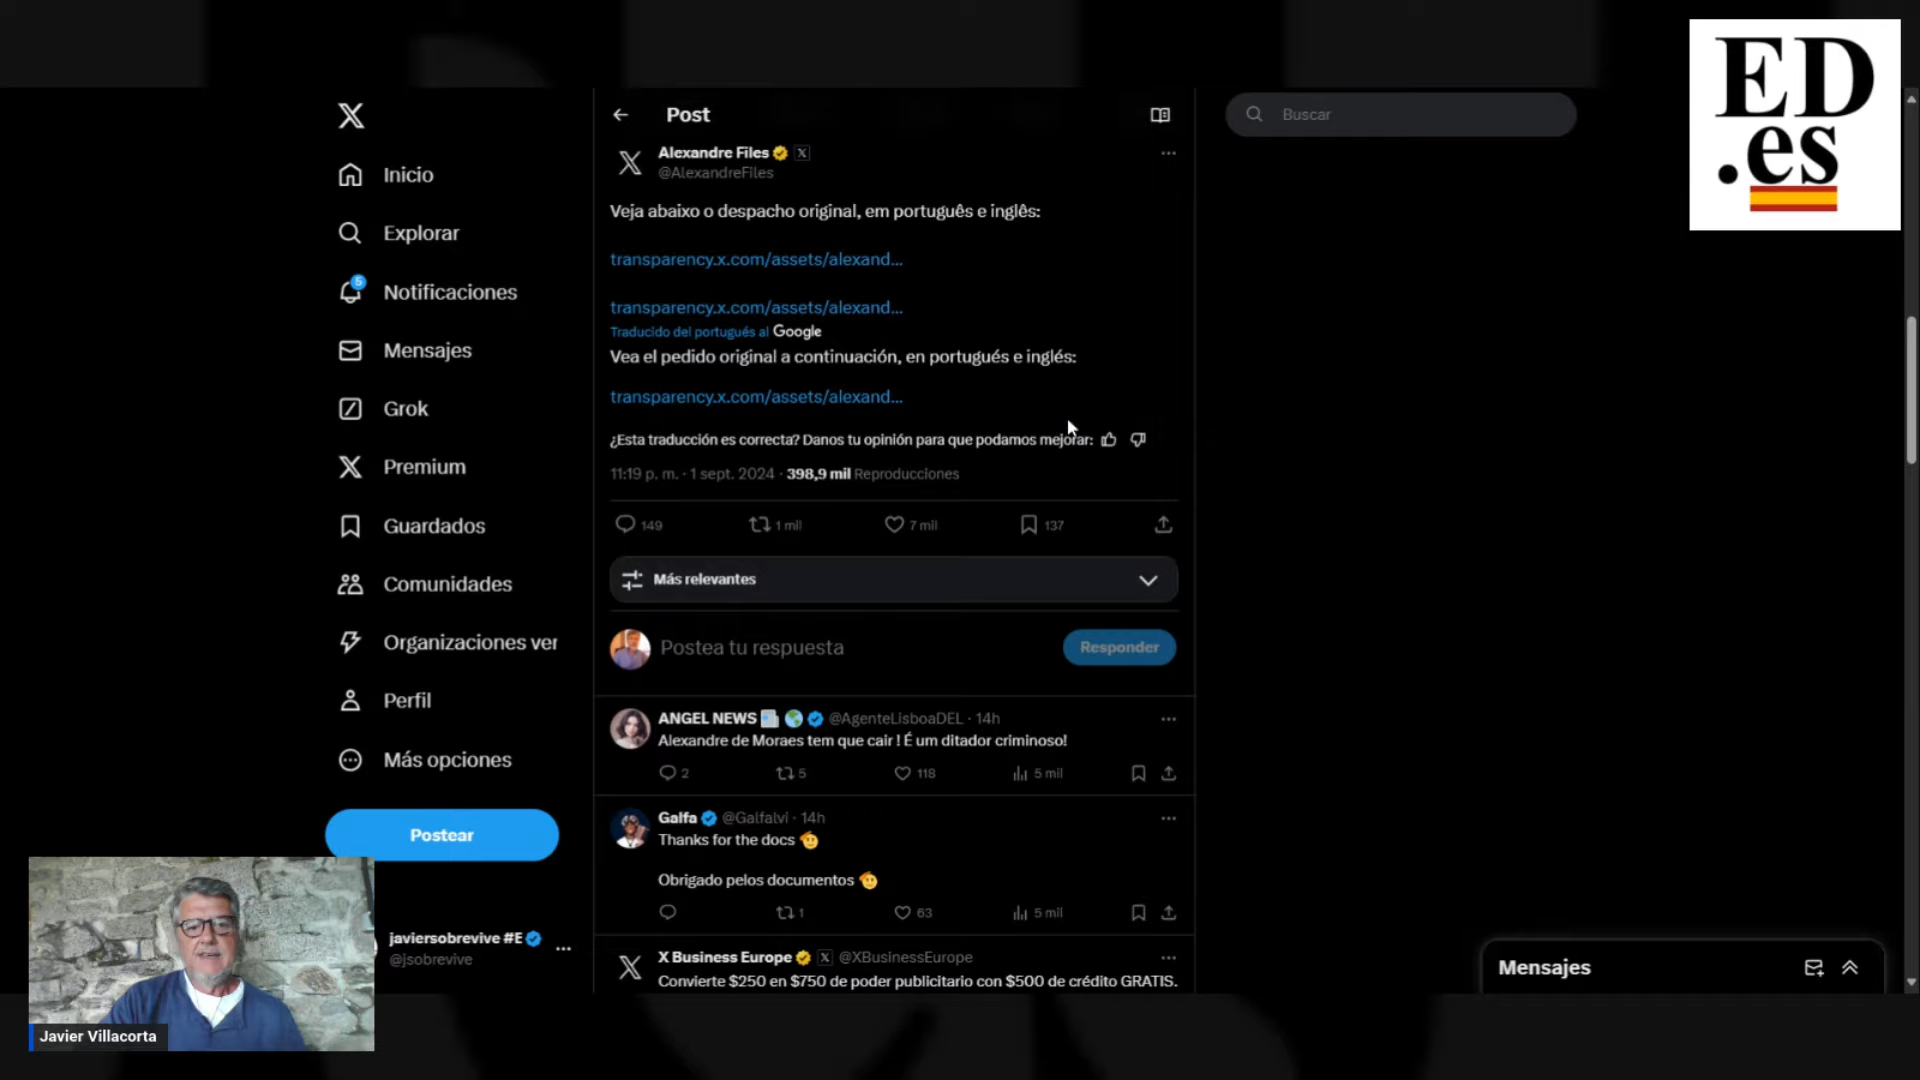 ED
.es
Post
Buscar
Inicio
Explorar
5
Notificaciones
Mensajes
Grok
Premium
Guardados
Comunidades
Organizaciones ver
Perfil
Más opciones
Postear
javiersobrevive #E
@jsobrevive
Alexandre Files
@AlexandreFiles
Veja abaixo o despacho original, em português e inglês:
transparency.x.com/assets/alexand...
transparency.x.com/assets/alexand...
Traducido del portugués al Google
Vea el pedido original a continuación, en portugués e inglés:
transparency.x.com/assets/alexand...
¿Esta traducción es correcta? Danos tu opinión para que podamos mejorar:
11:19 p. m. · 1 sept. 2024 · 398,9 mil Reproducciones
149 1 mil 7 mil 137
Más relevantes
Postea tu respuesta
Responder
ANGEL NEWS @AgenteLisboaDEL · 14h
Alexandre de Moraes tem que cair ! É um ditador criminoso!
2 5 118 5 mil
Galfa @Galfalvi · 14h
Thanks for the docs
Obrigado pelos documentos
1 63 5 mil
X Business Europe @XBusinessEurope
Convierte $250 en $750 de poder publicitario con $500 de crédito GRATIS.
Mensajes
Javier Villacorta